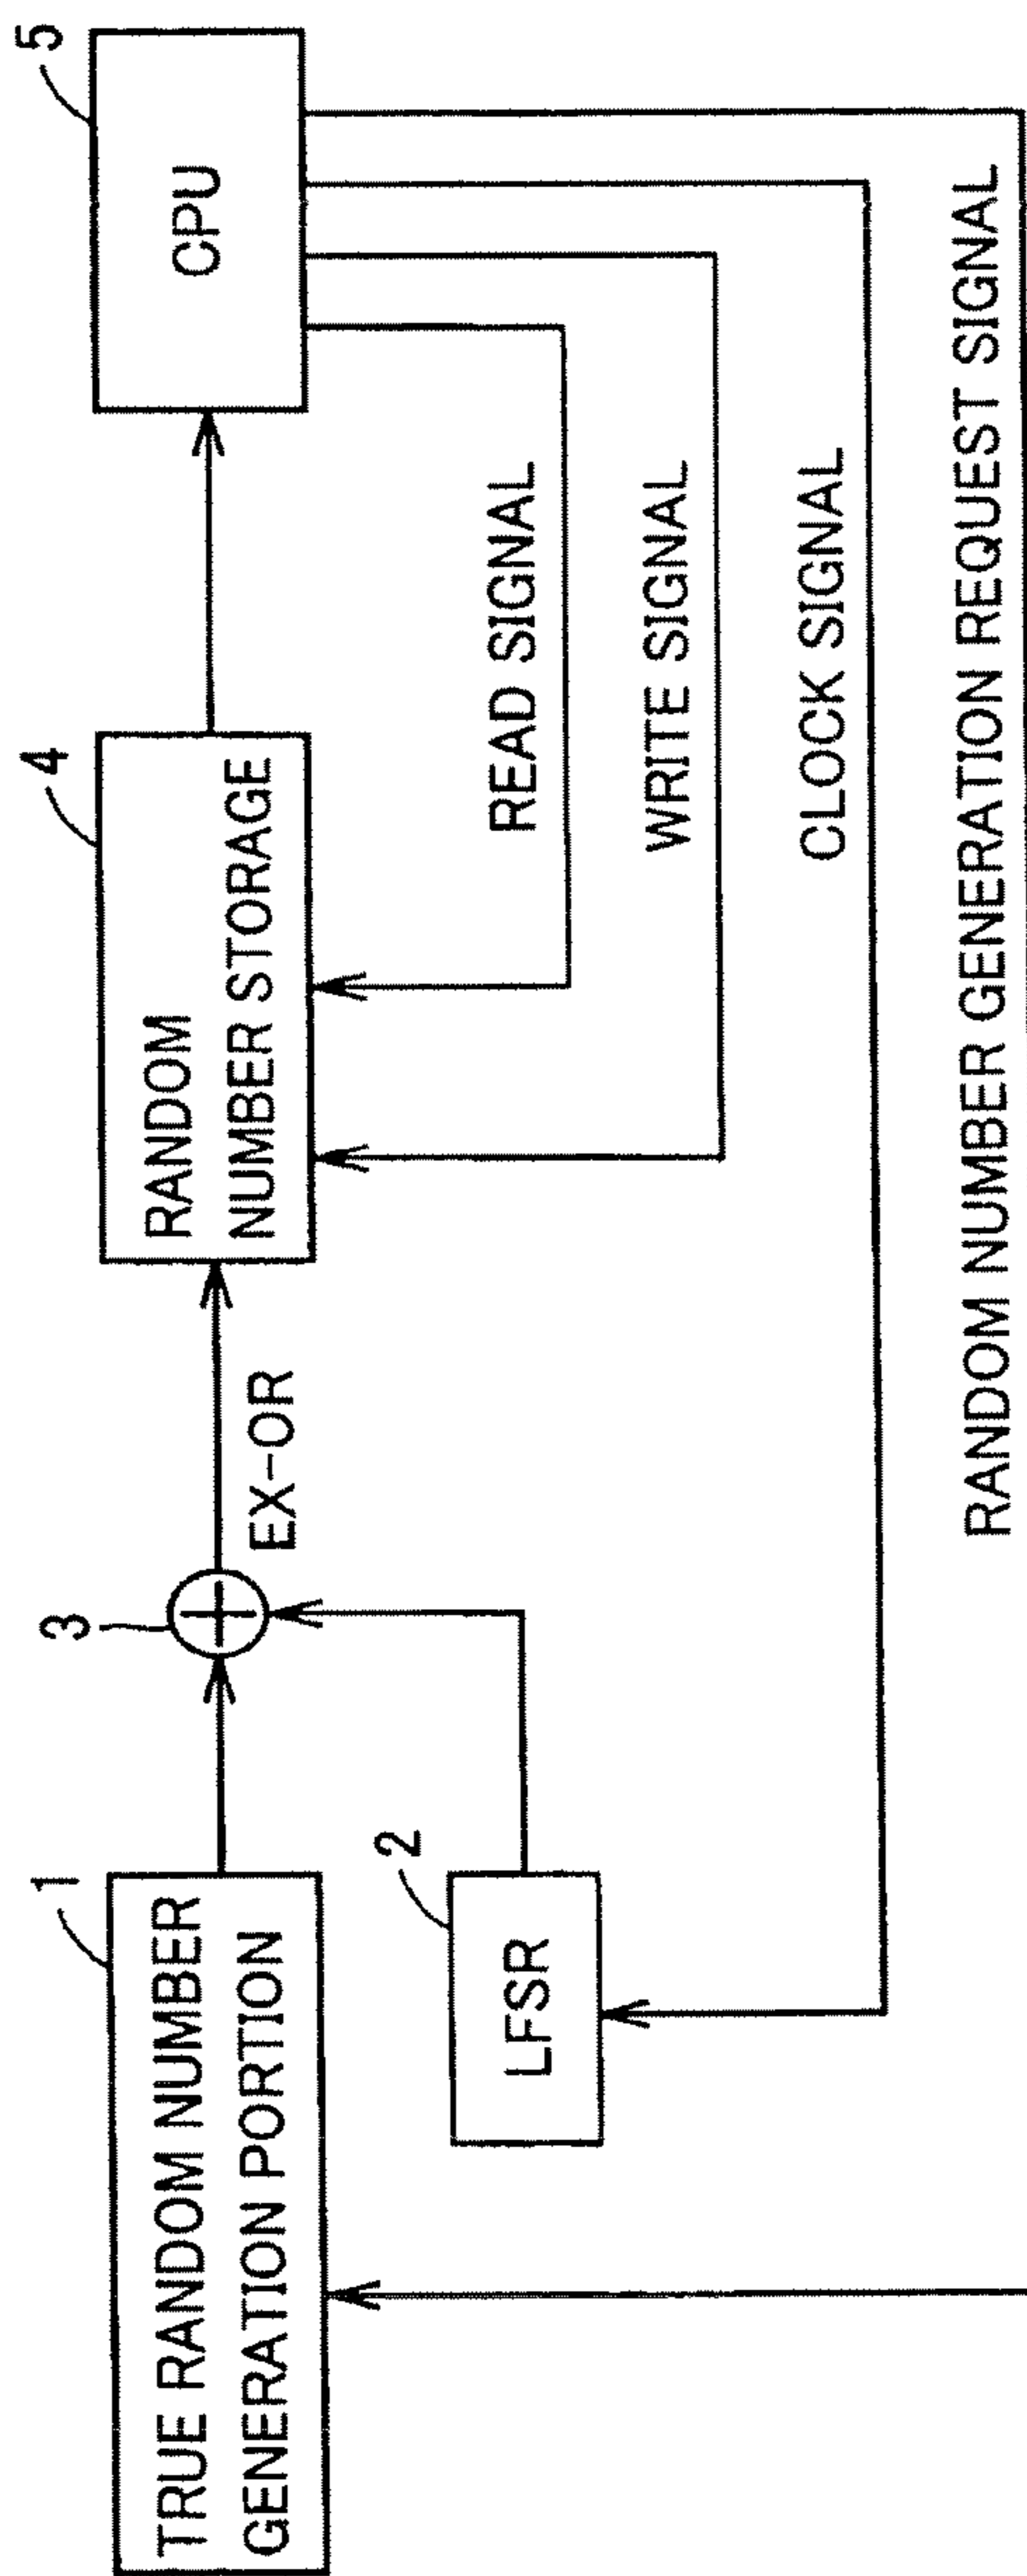 1
TRUE RANDOM NUMBER
GENERATION PORTION
2
LFSR
3
EX-OR
4
RANDOM
NUMBER STORAGE
5
CPU
READ SIGNAL
WRITE SIGNAL
CLOCK SIGNAL
RANDOM NUMBER GENERATION REQUEST SIGNAL